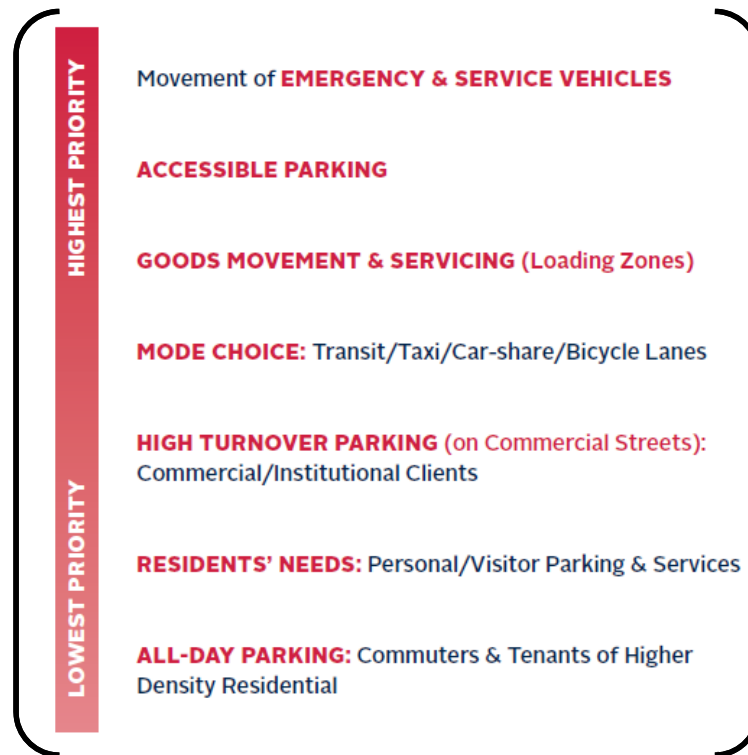 HIGHEST PRIORITY
Movement of EMERGENCY & SERVICE VEHICLES
ACCESSIBLE PARKING
GOODS MOVEMENT & SERVICING (Loading Zones)
MODE CHOICE: Transit/Taxi/Car-share/Bicycle Lanes
HIGH TURNOVER PARKING (on Commercial Streets):
Commercial/Institutional Clients
LOWEST PRIORITY
RESIDENTS' NEEDS: Personal/Visitor Parking & Services
ALL-DAY PARKING: Commuters & Tenants of Higher
Density Residential